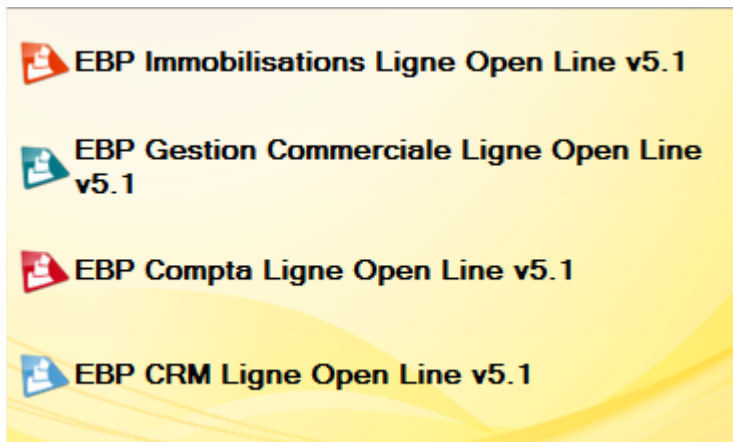 EBP Immobilisations Ligne Open Line v5.1
EBP Gestion Commerciale Ligne Open Line
v5.1
EBP Compta Ligne Open Line v5.1
EBP CRM Ligne Open Line v5.1